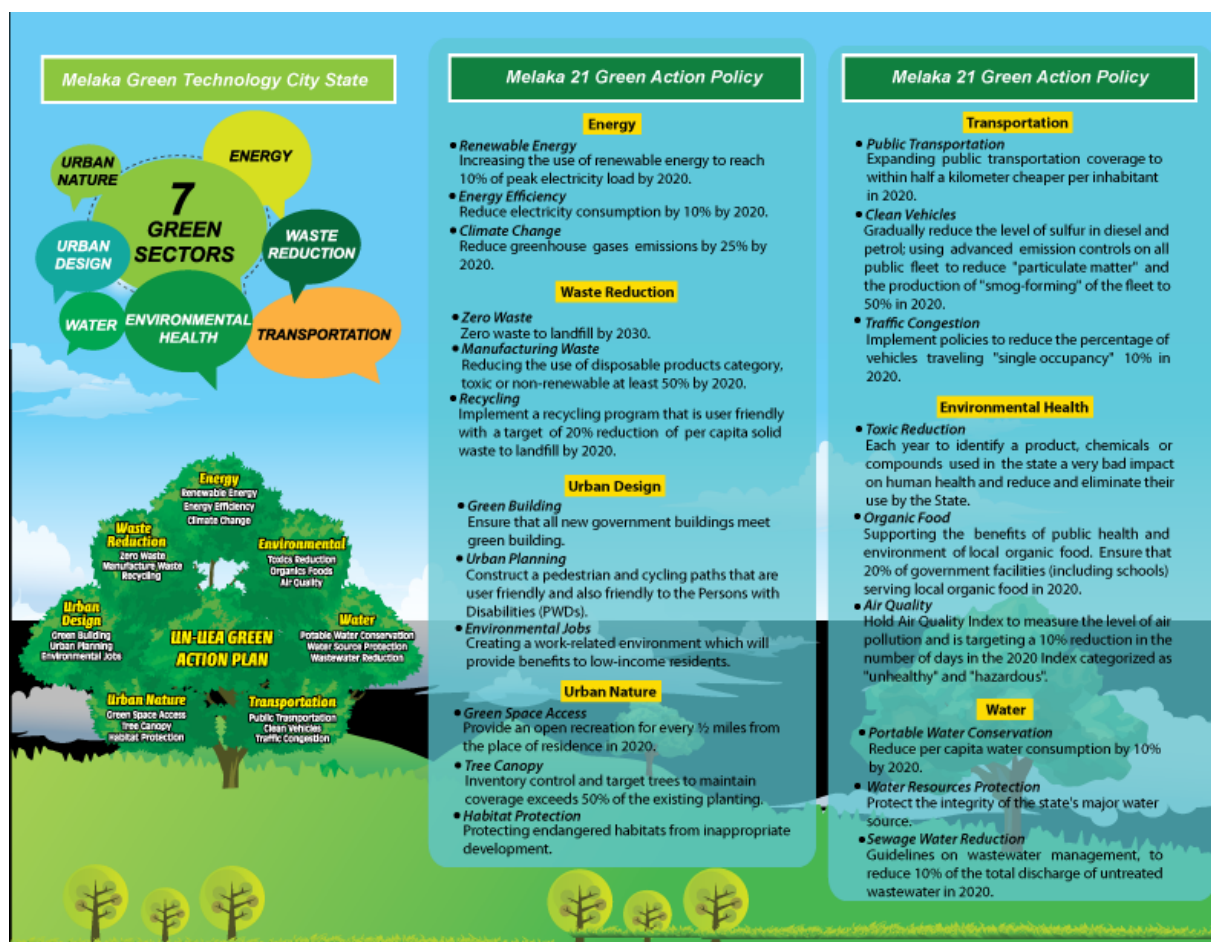 Melaka Green Technology City State
URBAN
NATURE
ENERGY
7
GREEN
SECTORS
URBAN
DESIGN
WASTE
REDUCTION
WATER
ENVIRONMENTAL
HEALTH
TRANSPORTATION
Energy
Renewable Energy
Energy Efficiency
Climate Change
Waste
Reduction
Zero Waste
Manufacture Waste
Recycling
Environmental
Toxics Reduction
Organics Foods
Air Quality
Urban
Design
Green Building
Urban Planning
Environmental Jobs
UN-UEA GREEN
ACTION PLAN
Water
Potable Water Conservation
Water Source Protection
Wastewater Reduction
Urban Nature
Green Space Access
Tree Canopy
Habitat Protection
Transportation
Public Trasnportation
Clean Vehicles
Traffic Congestion
Melaka 21 Green Action Policy
Energy
• Renewable Energy
Increasing the use of renewable energy to reach
10% of peak electricity load by 2020.
• Energy Efficiency
Reduce electricity consumption by 10% by 2020.
• Climate Change
Reduce greenhouse gases emissions by 25% by
2020.
Waste Reduction
• Zero Waste
Zero waste to landfill by 2030.
• Manufacturing Waste
Reducing the use of disposable products category,
toxic or non-renewable at least 50% by 2020.
• Recycling
Implement a recycling program that is user friendly
with a target of 20% reduction of per capita solid
waste to landfill by 2020.
Urban Design
• Green Building
Ensure that all new government buildings meet
green building.
• Urban Planning
Construct a pedestrian and cycling paths that are
user friendly and also friendly to the Persons with
Disabilities (PWDs).
• Environmental Jobs
Creating a work-related environment which will
provide benefits to low-income residents.
Urban Nature
• Green Space Access
Provide an open recreation for every ½ miles from
the place of residence in 2020.
• Tree Canopy
Inventory control and target trees to maintain
coverage exceeds 50% of the existing planting.
• Habitat Protection
Protecting endangered habitats from inappropriate
development.
Melaka 21 Green Action Policy
Transportation
• Public Transportation
Expanding public transportation coverage to
within half a kilometer cheaper per inhabitant
in 2020.
• Clean Vehicles
Gradually reduce the level of sulfur in diesel and
petrol; using advanced emission controls on all
public fleet to reduce "particulate matter" and
the production of "smog-forming" of the fleet to
50% in 2020.
• Traffic Congestion
Implement policies to reduce the percentage of
vehicles traveling "single occupancy" 10% in
2020.
Environmental Health
• Toxic Reduction
Each year to identify a product, chemicals or
compounds used in the state a very bad impact
on human health and reduce and eliminate their
use by the State.
• Organic Food
Supporting the benefits of public health and
environment of local organic food. Ensure that
20% of government facilities (including schools)
serving local organic food in 2020.
• Air Quality
Hold Air Quality Index to measure the level of air
pollution and is targeting a 10% reduction in the
number of days in the 2020 Index categorized as
"unhealthy" and "hazardous".
Water
• Portable Water Conservation
Reduce per capita water consumption by 10%
by 2020.
• Water Resources Protection
Protect the integrity of the state's major water
source.
• Sewage Water Reduction
Guidelines on wastewater management, to
reduce 10% of the total discharge of untreated
wastewater in 2020.